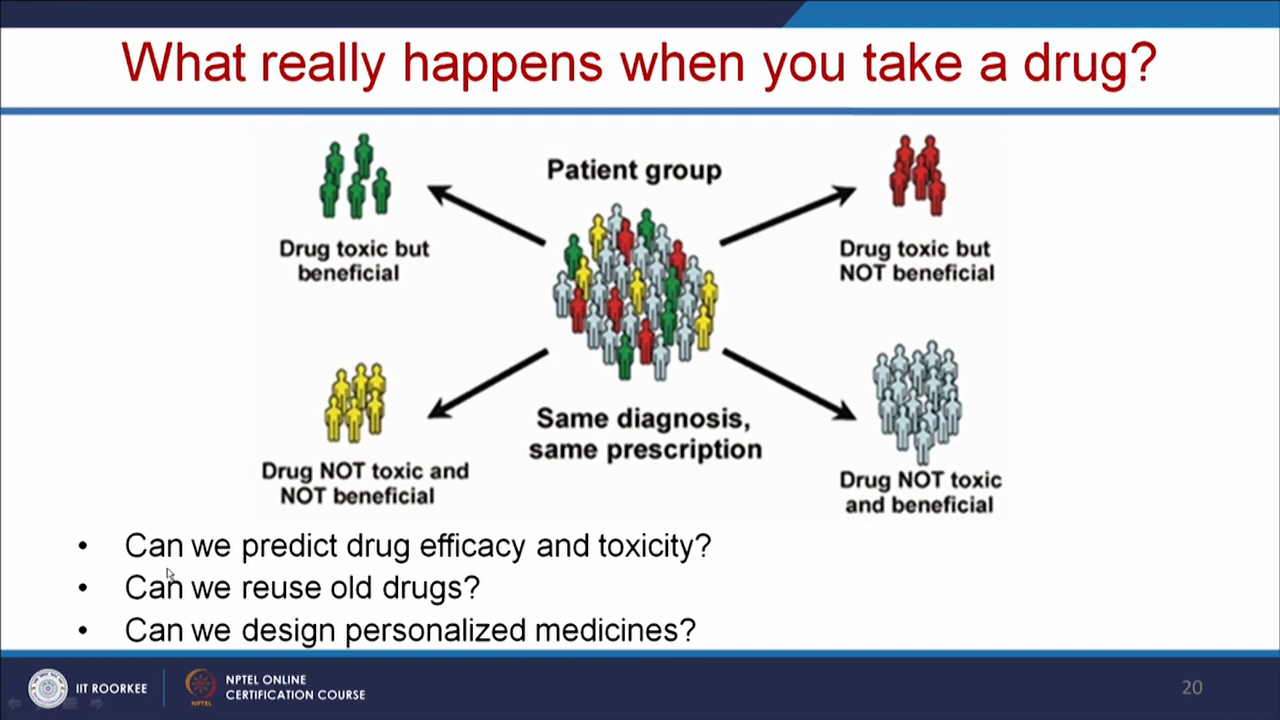 What really happens when you take a drug?
Patient group
Drug toxic but
beneficial
Drug toxic but
NOT beneficial
Same diagnosis,
same prescription
Drug NOT toxic and
NOT beneficial
Drug NOT toxic
and beneficial
• Can we predict drug efficacy and toxicity?
• Can we reuse old drugs?
• Can we design personalized medicines?
IIT ROORKEE
NPTEL
NPTEL ONLINE
CERTIFICATION COURSE
20